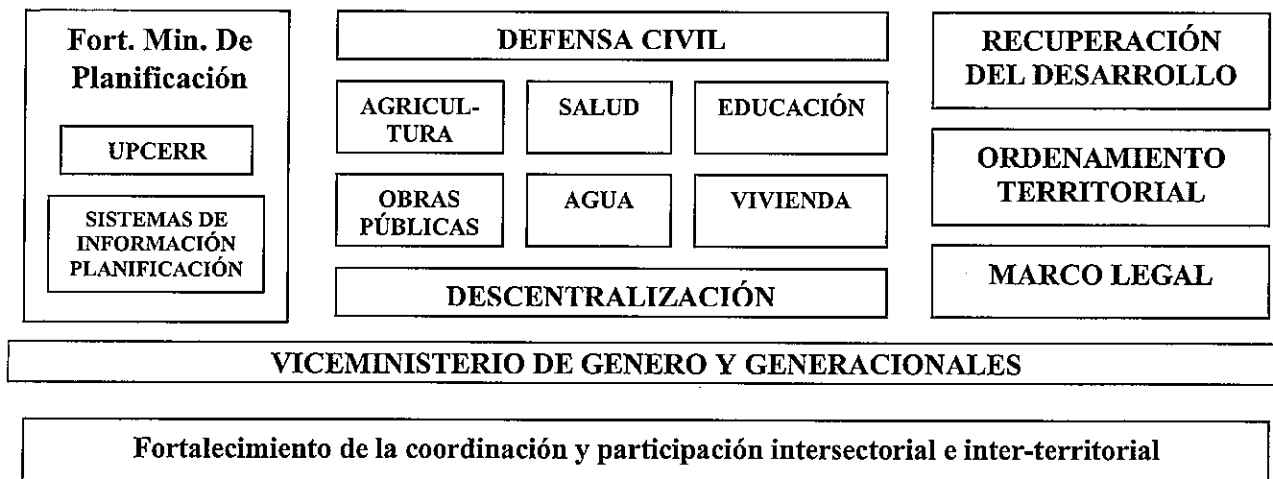 Fort. Min. De
Planificación
UPCERR
SISTEMAS DE
INFORMACIÓN
PLANIFICACIÓN
DEFENSA CIVIL
AGRICUL-
TURA
SALUD
EDUCACIÓN
OBRAS
PÚBLICAS
AGUA
VIVIENDA
DESCENTRALIZACIÓN
RECUPERACIÓN
DEL DESARROLLO
ORDENAMIENTO
TERRITORIAL
MARCO LEGAL
VICEMINISTERIO DE GENERO Y GENERACIONALES
Fortalecimiento de la coordinación y participación intersectorial e inter-territorial